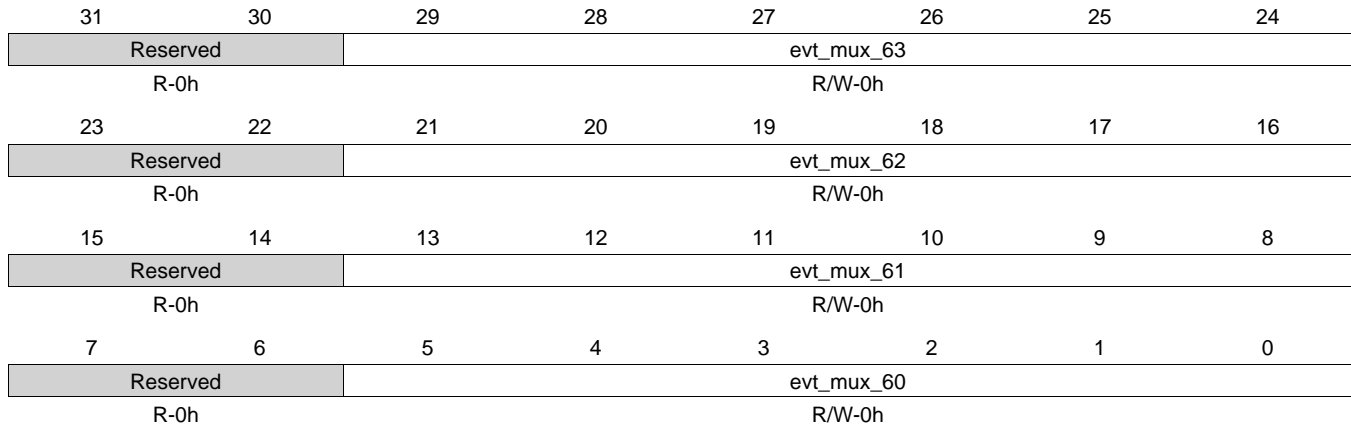 31 30 29 28 27 26 25 24
Reserved evt_mux_63
R-0h R/W-0h
23 22 21 20 19 18 17 16
Reserved evt_mux_62
R-0h R/W-0h
15 14 13 12 11 10 9 8
Reserved evt_mux_61
R-0h R/W-0h
7 6 5 4 3 2 1 0
Reserved evt_mux_60
R-0h R/W-0h